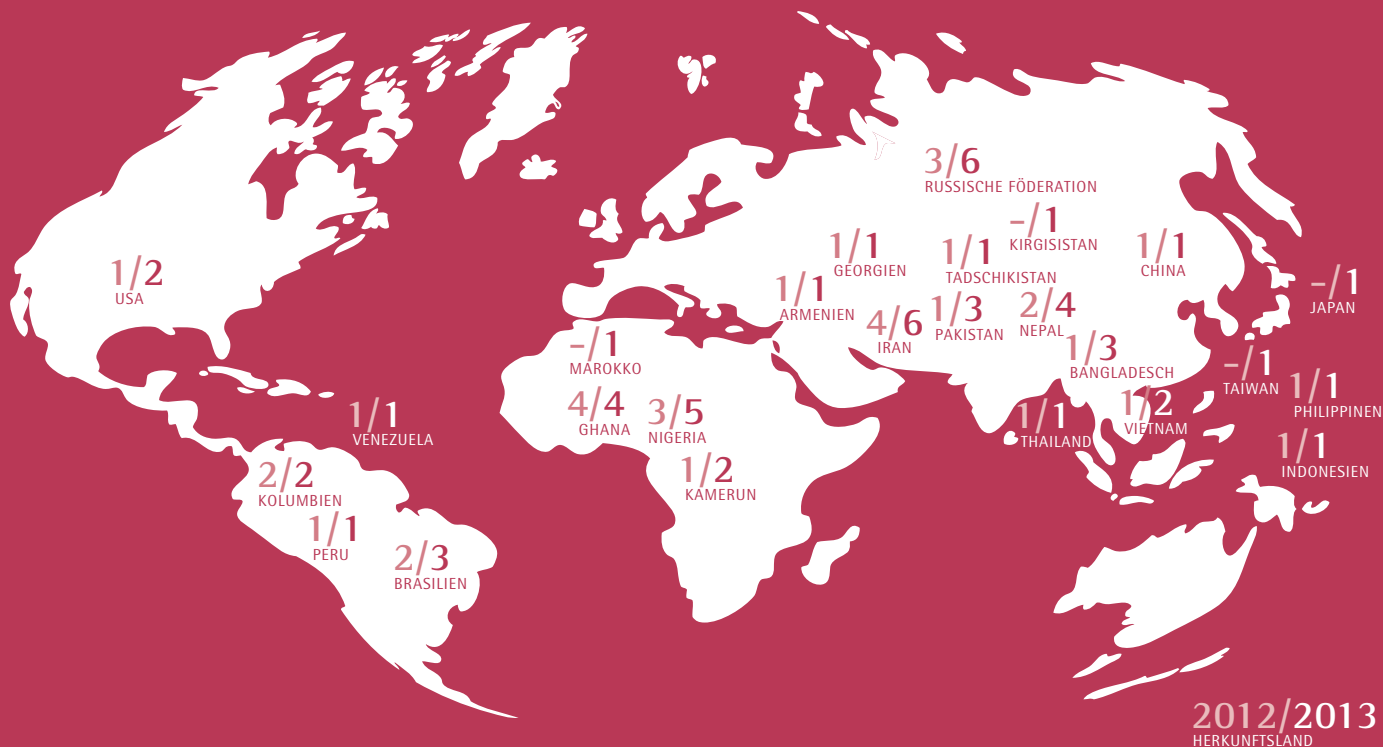 3/6
RUSSISCHE FÖDERATION
-/1
KIRGISISTAN
1/1
GEORGIEN
1/1
TADSCHIKISTAN
1/1
CHINA
1/2
USA
1/1
ARMENIEN
4/6
IRAN
1/3
PAKISTAN
2/4
NEPAL
-/1
JAPAN
-/1
MAROKKO
1/3
BANGLADESCH
-/1
TAIWAN
1/1
PHILIPPINEN
1/1
VENEZUELA
4/4
GHANA
3/5
NIGERIA
1/1
THAILAND
1/2
VIETNAM
1/1
INDONESIEN
2/2
KOLUMBIEN
1/2
KAMERUN
1/1
PERU
2/3
BRASILIEN
2012/2013
HERKUNFTSLAND